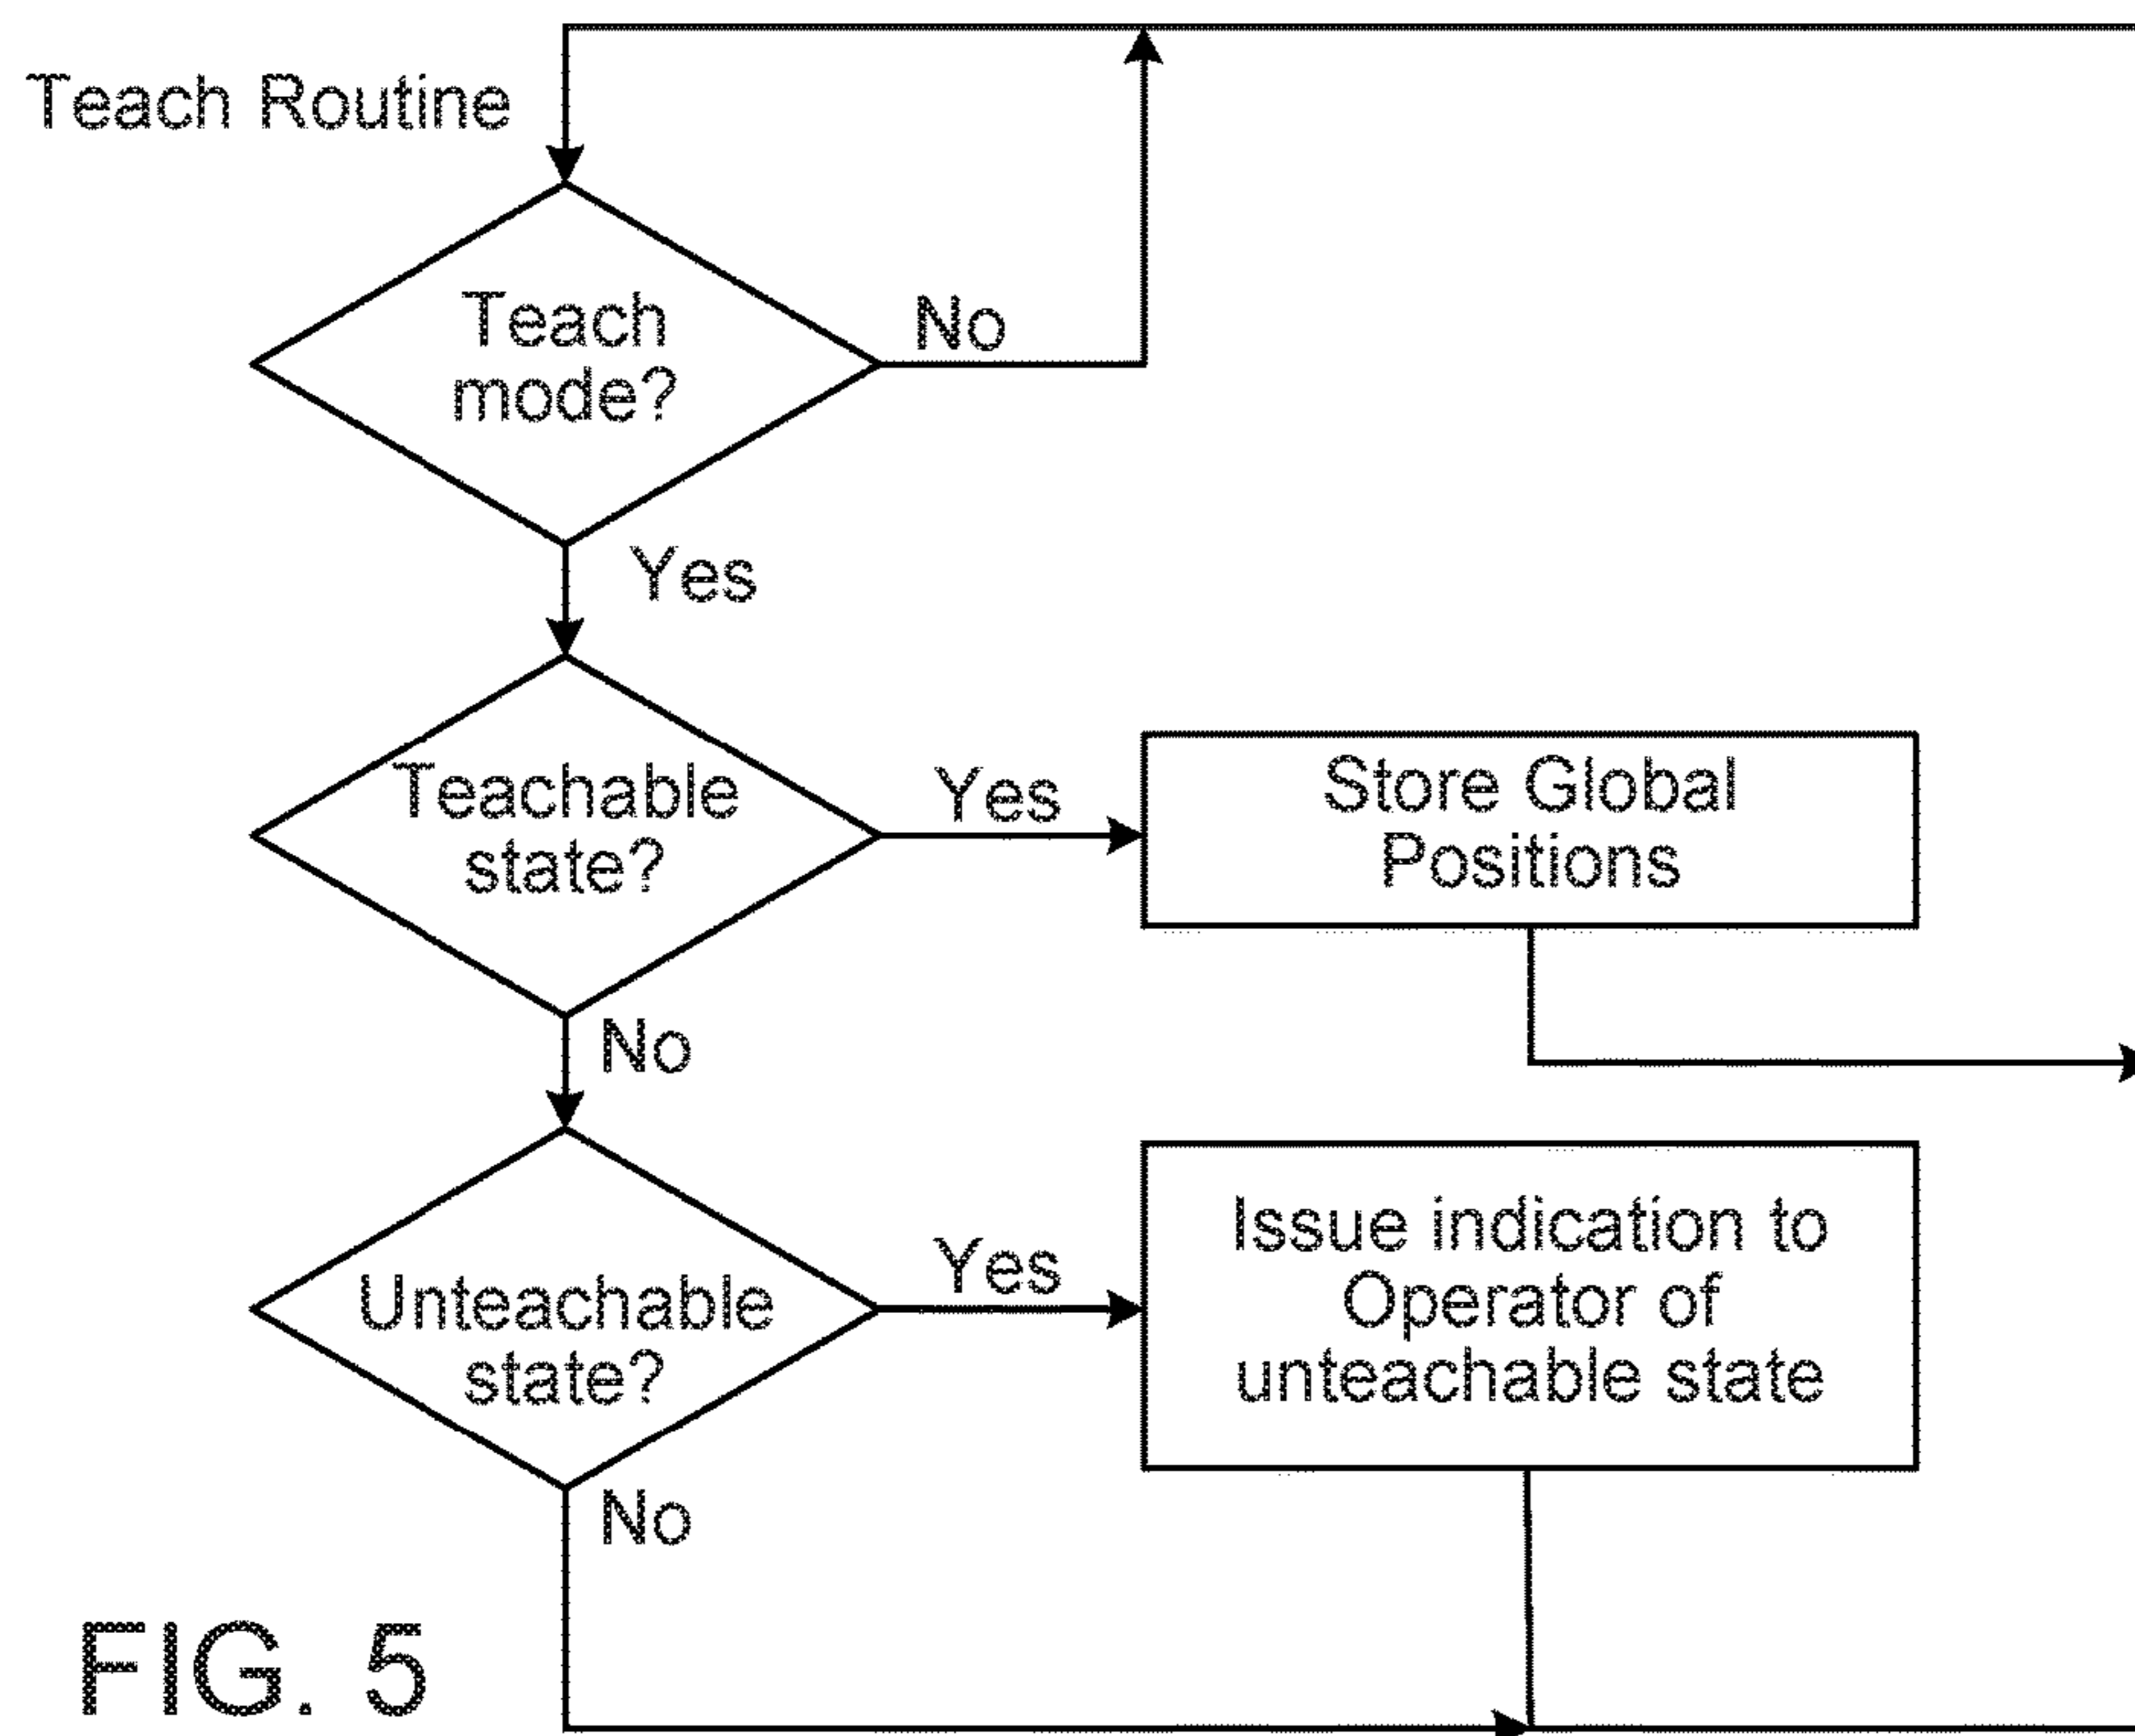 Teach Routine
Teach
mode?
No
Yes
Teachable
state?
Yes
Store Global
Positions
No
Unteachable
state?
Yes
Issue indication to
Operator of
unteachable state
No
FIG. 5